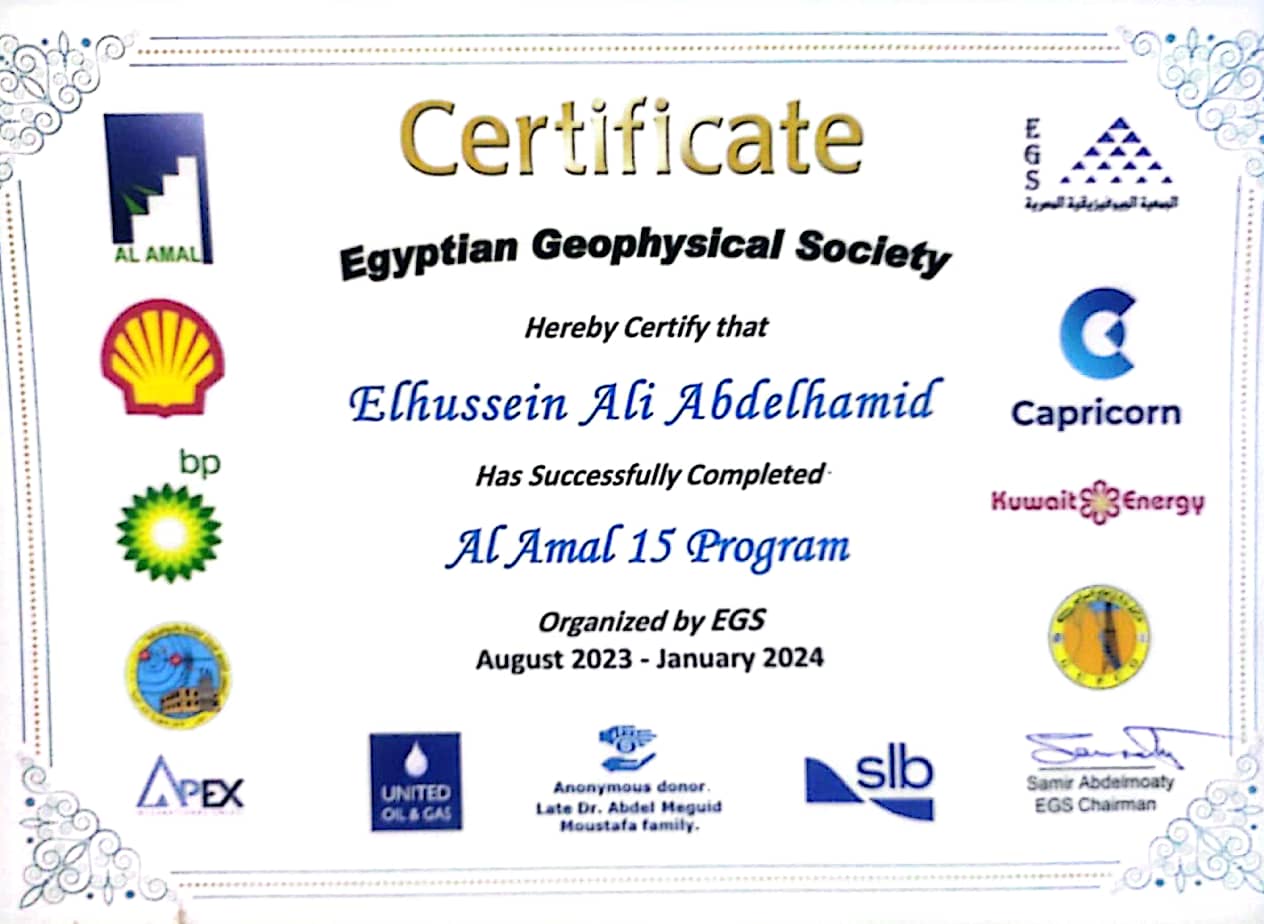 Certificate
Egyptian Geophysical Society
Hereby Certify that
Elhussein Ali Abdelhamid
Has Successfully Completed
Al Amal 15 Program
Organized by EGS
August 2023 - January 2024
AL AMAL
bp
APEX
UNITED
OIL & GAS
Anonymous donor.
Late Dr. Abdel Meguid
Moustafa family.
slb
EGS
الجمعية الجيوفيزيقية المصرية
Capricorn
Kuwait Energy
Samir Abdelmoaty
EGS Chairman